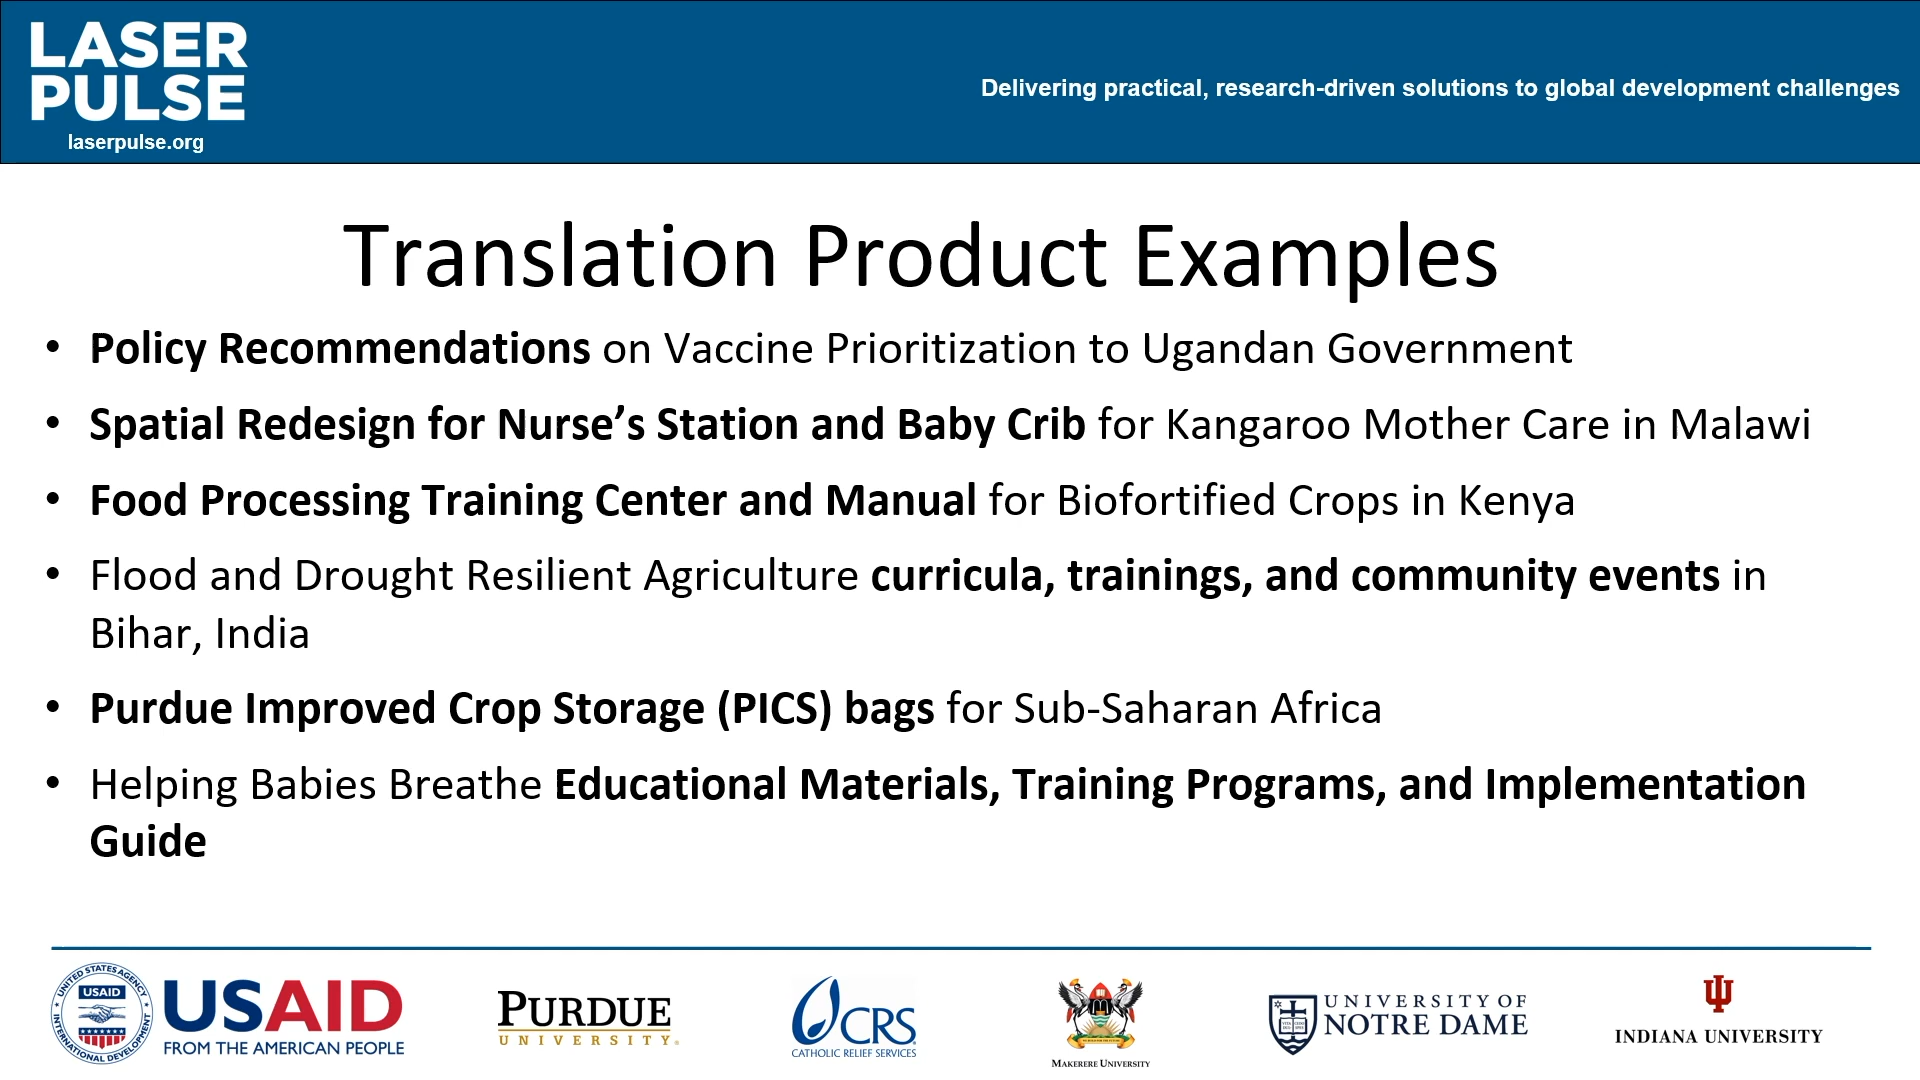 LASER
PULSE
laserpulse.org
Delivering practical, research-driven solutions to global development challenges
Translation Product Examples
• Policy Recommendations on Vaccine Prioritization to Ugandan Government
• Spatial Redesign for Nurse’s Station and Baby Crib for Kangaroo Mother Care in Malawi
• Food Processing Training Center and Manual for Biofortified Crops in Kenya
• Flood and Drought Resilient Agriculture curricula, trainings, and community events in
Bihar, India
• Purdue Improved Crop Storage (PICS) bags for Sub-Saharan Africa
• Helping Babies Breathe Educational Materials, Training Programs, and Implementation
Guide
UNITED STATES AGENCY
USAID
INTERNATIONAL DEVELOPMENT
USAID
FROM THE AMERICAN PEOPLE
PURDUE
UNIVERSITY®
CRS
CATHOLIC RELIEF SERVICES
MAKERERE UNIVERSITY
UNIVERSITY OF
NOTRE DAME
INDIANA UNIVERSITY